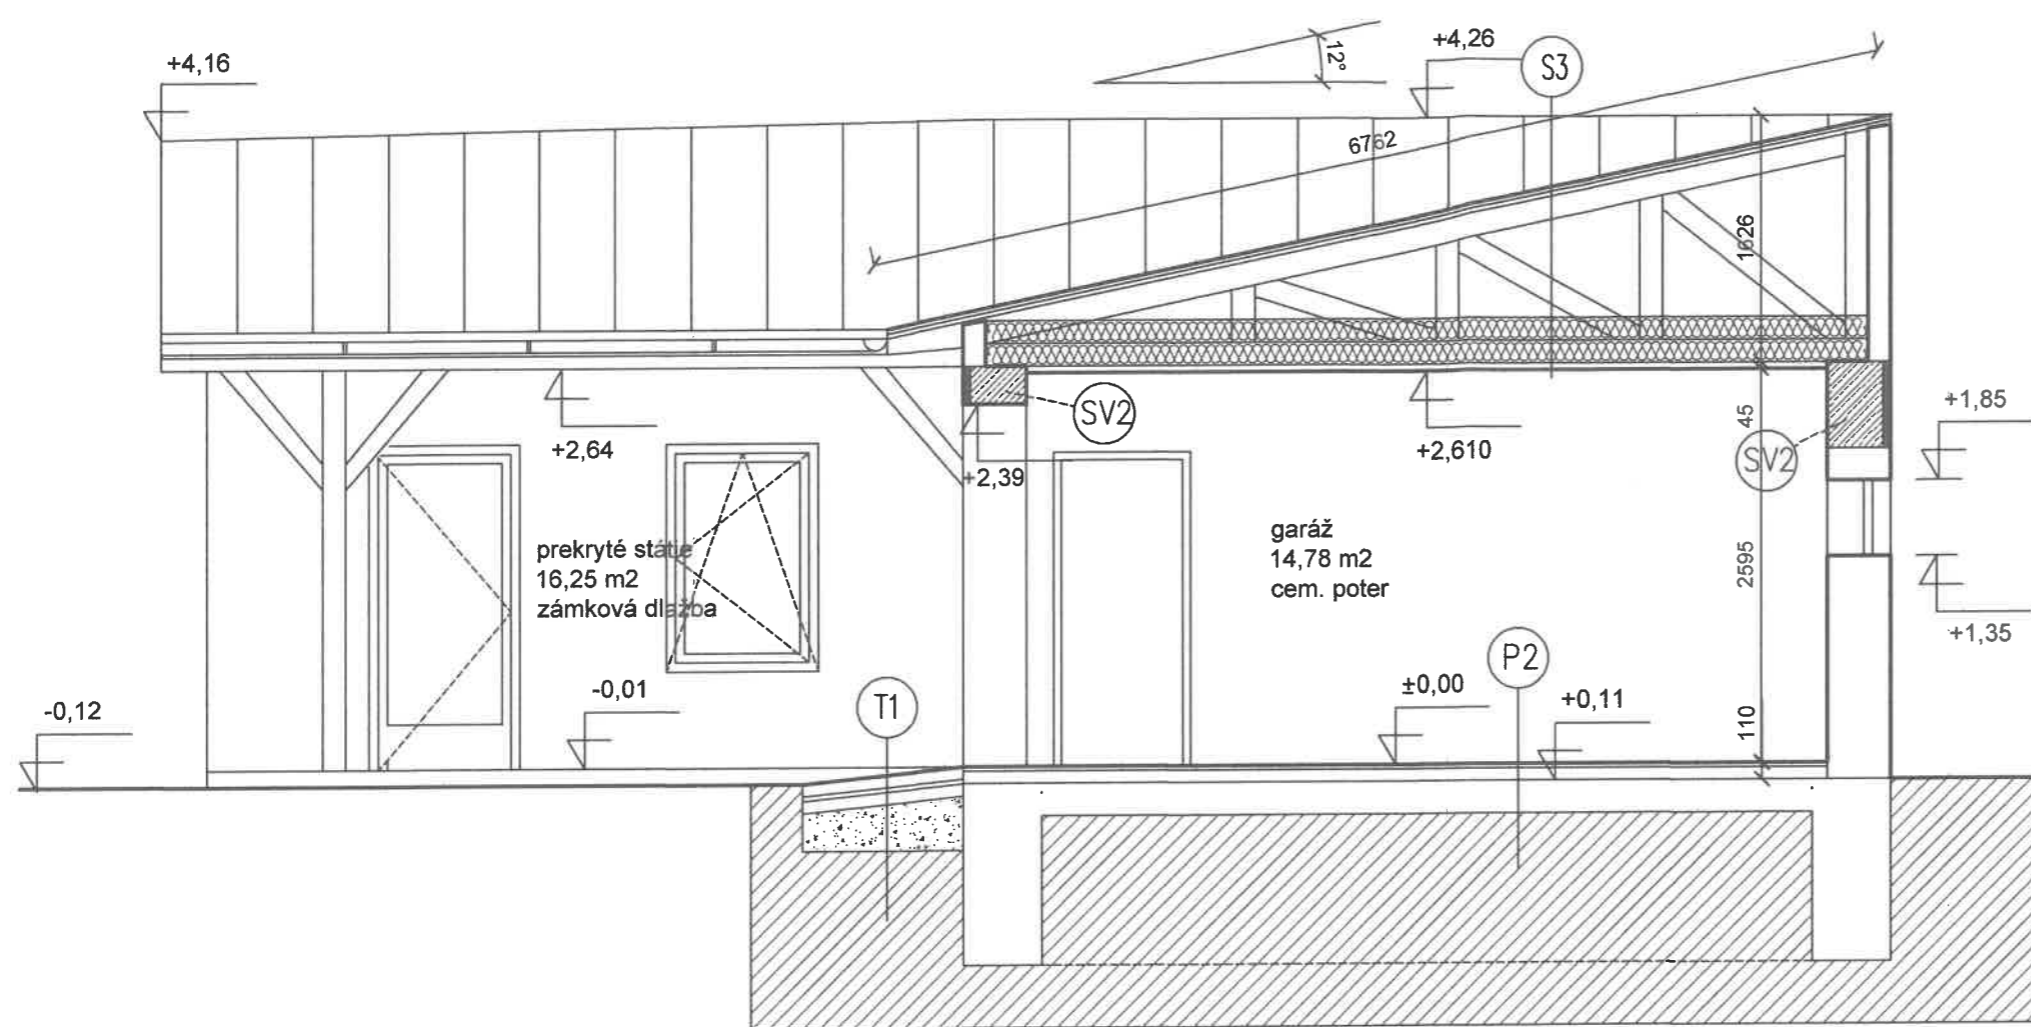 +4,16
12°
+4,26
S3
6762
1626
+2,64
SV2
+2,39
+2,610
45
SV2
+1,85
prekryté státie
16,25 m2
zámková dlažba
garáž
14,78 m2
cem. poter
2595
+1,35
-0,12
-0,01
T1
±0,00
P2
+0,11
110